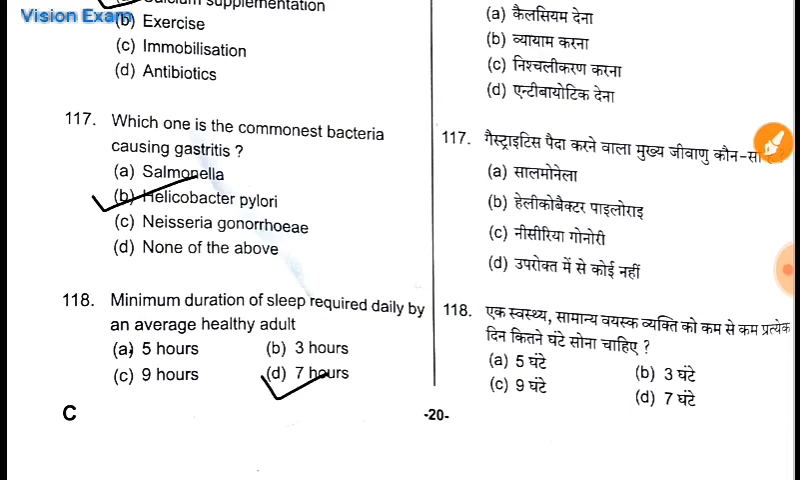 Vision Exam
supplementation
(b) Exercise
(c) Immobilisation
(d) Antibiotics
117. Which one is the commonest bacteria
causing gastritis ?
(a) Salmonella
(b) Helicobacter pylori
(c) Neisseria gonorrhoeae
(d) None of the above
118. Minimum duration of sleep required daily by
an average healthy adult
(a) 5 hours (b) 3 hours
(c) 9 hours (d) 7 hours
C
(a) कैलसियम देना
(b) व्यायाम करना
(c) निश्चलीकरण करना
(d) एन्टीबायोटिक देना
117. गैस्ट्राइटिस पैदा करने वाला मुख्य जीवाणु कौन-सा
(a) सालमोनेला
(b) हेलीकोबैक्टर पाइलोराइ
(c) नीसीरिया गोनोरी
(d) उपरोक्त में से कोई नहीं
118. एक स्वस्थ्य, सामान्य वयस्क व्यक्ति को कम से कम प्रत्येक
दिन कितने घंटे सोना चाहिए ?
(a) 5 घंटे (b) 3 घंटे
(c) 9 घंटे (d) 7 घंटे
-20-